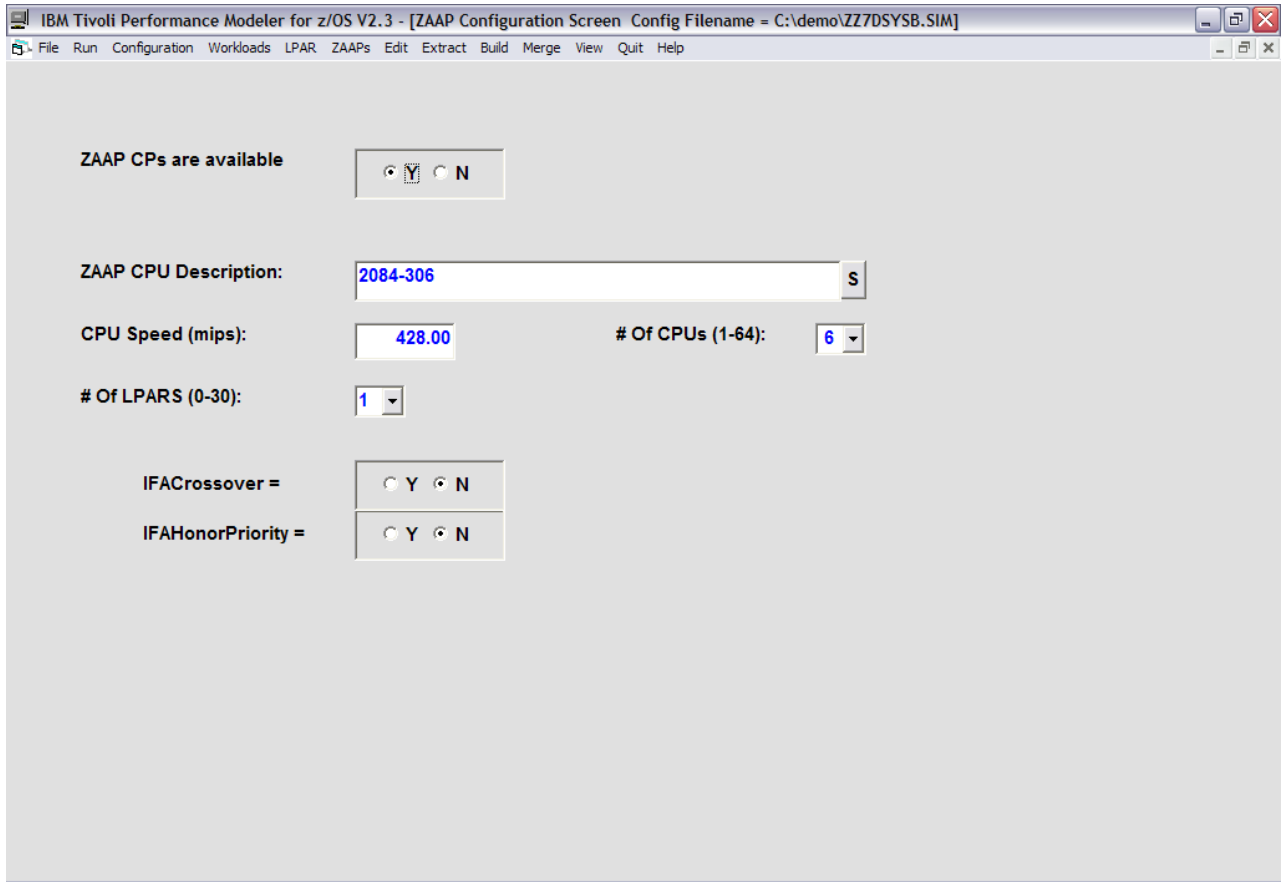 IBM Tivoli Performance Modeler for z/OS V2.3 - [ZAAP Configuration Screen Config Filename = C:\demo\ZZ7DSYSB.SIM]
File Run Configuration Workloads LPAR ZAAPs Edit Extract Build Merge View Quit Help
ZAAP CPs are available Y N
ZAAP CPU Description: 2084-306 S
CPU Speed (mips): 428.00 # Of CPUs (1-64): 6
# Of LPARS (0-30): 1
IFACrossover = Y N
IFAHonorPriority = Y N